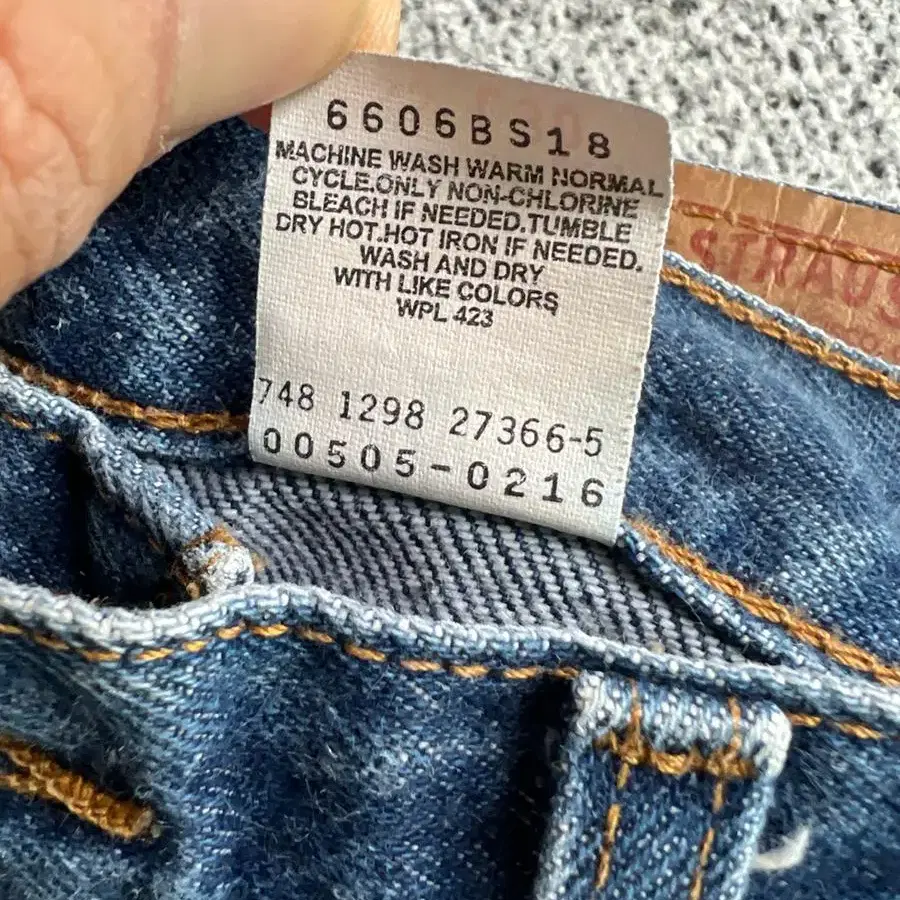 6606BS18
MACHINE WASH WARM NORMAL
CYCLE.ONLY NON-CHLORINE
BLEACH IF NEEDED.TUMBLE
DRY HOT.HOT IRON IF NEEDED.
WASH AND DRY
WITH LIKE COLORS
WPL 423
748 1298 27366-5
00505-0216
STRAUS